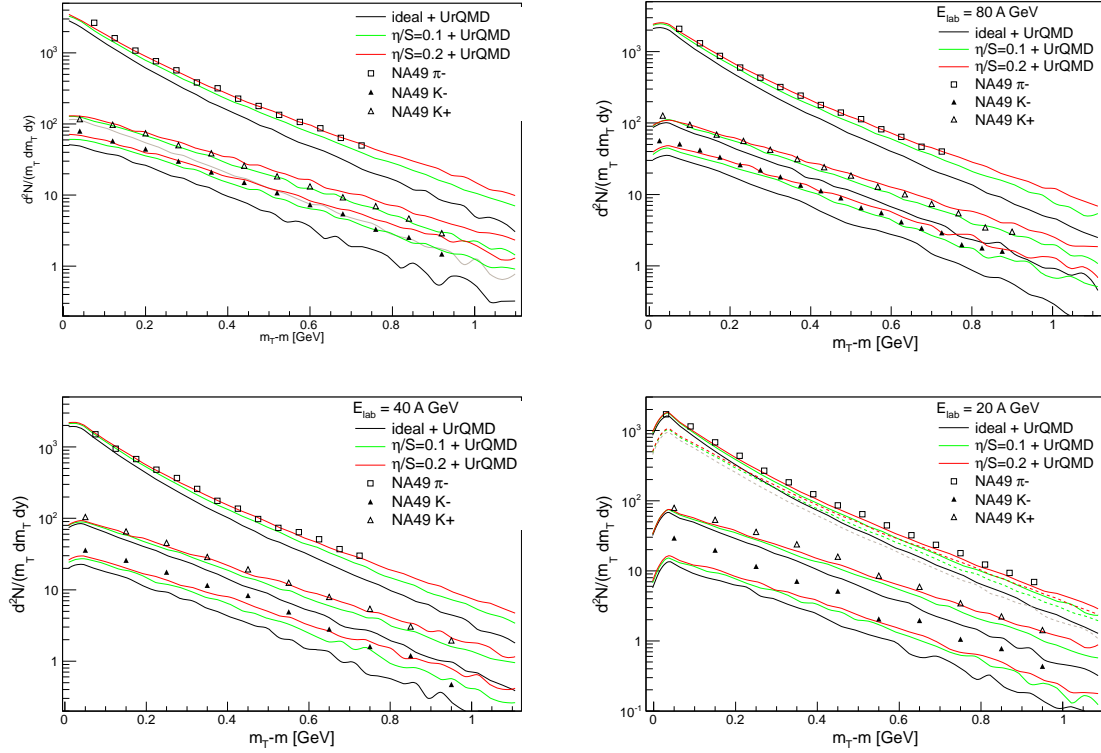 ideal + UrQMD
η/S=0.1 + UrQMD
η/S=0.2 + UrQMD
NA49 π-
NA49 K-
NA49 K+
d²N/(m_T dm_T dy)
10³
10²
10
1
0 0.2 0.4 0.6 0.8 1
m_T-m [GeV]
E_lab = 80 A GeV
ideal + UrQMD
η/S=0.1 + UrQMD
η/S=0.2 + UrQMD
NA49 π-
NA49 K-
NA49 K+
d²N/(m_T dm_T dy)
10³
10²
10
1
0 0.2 0.4 0.6 0.8 1
m_T-m [GeV]
E_lab = 40 A GeV
ideal + UrQMD
η/S=0.1 + UrQMD
η/S=0.2 + UrQMD
NA49 π-
NA49 K-
NA49 K+
d²N/(m_T dm_T dy)
10³
10²
10
1
0 0.2 0.4 0.6 0.8 1
m_T-m [GeV]
E_lab = 20 A GeV
ideal + UrQMD
η/S=0.1 + UrQMD
η/S=0.2 + UrQMD
NA49 π-
NA49 K-
NA49 K+
d²N/(m_T dm_T dy)
10³
10²
10
1
10⁻¹
0 0.2 0.4 0.6 0.8 1
m_T-m [GeV]